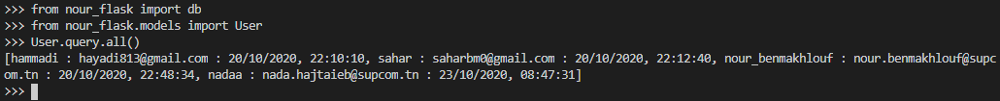 >>> from nour_flask import db
>>> from nour_flask.models import User
>>> User.query.all()
[hammadi : hayadi813@gmail.com : 20/10/2020, 22:10:10, sahar : saharbm0@gmail.com : 20/10/2020, 22:12:40, nour_benmakhlouf : nour.benmakhlouf@supc
om.tn : 20/10/2020, 22:48:34, nadaa : nada.hajtaieb@supcom.tn : 23/10/2020, 08:47:31]
>>>